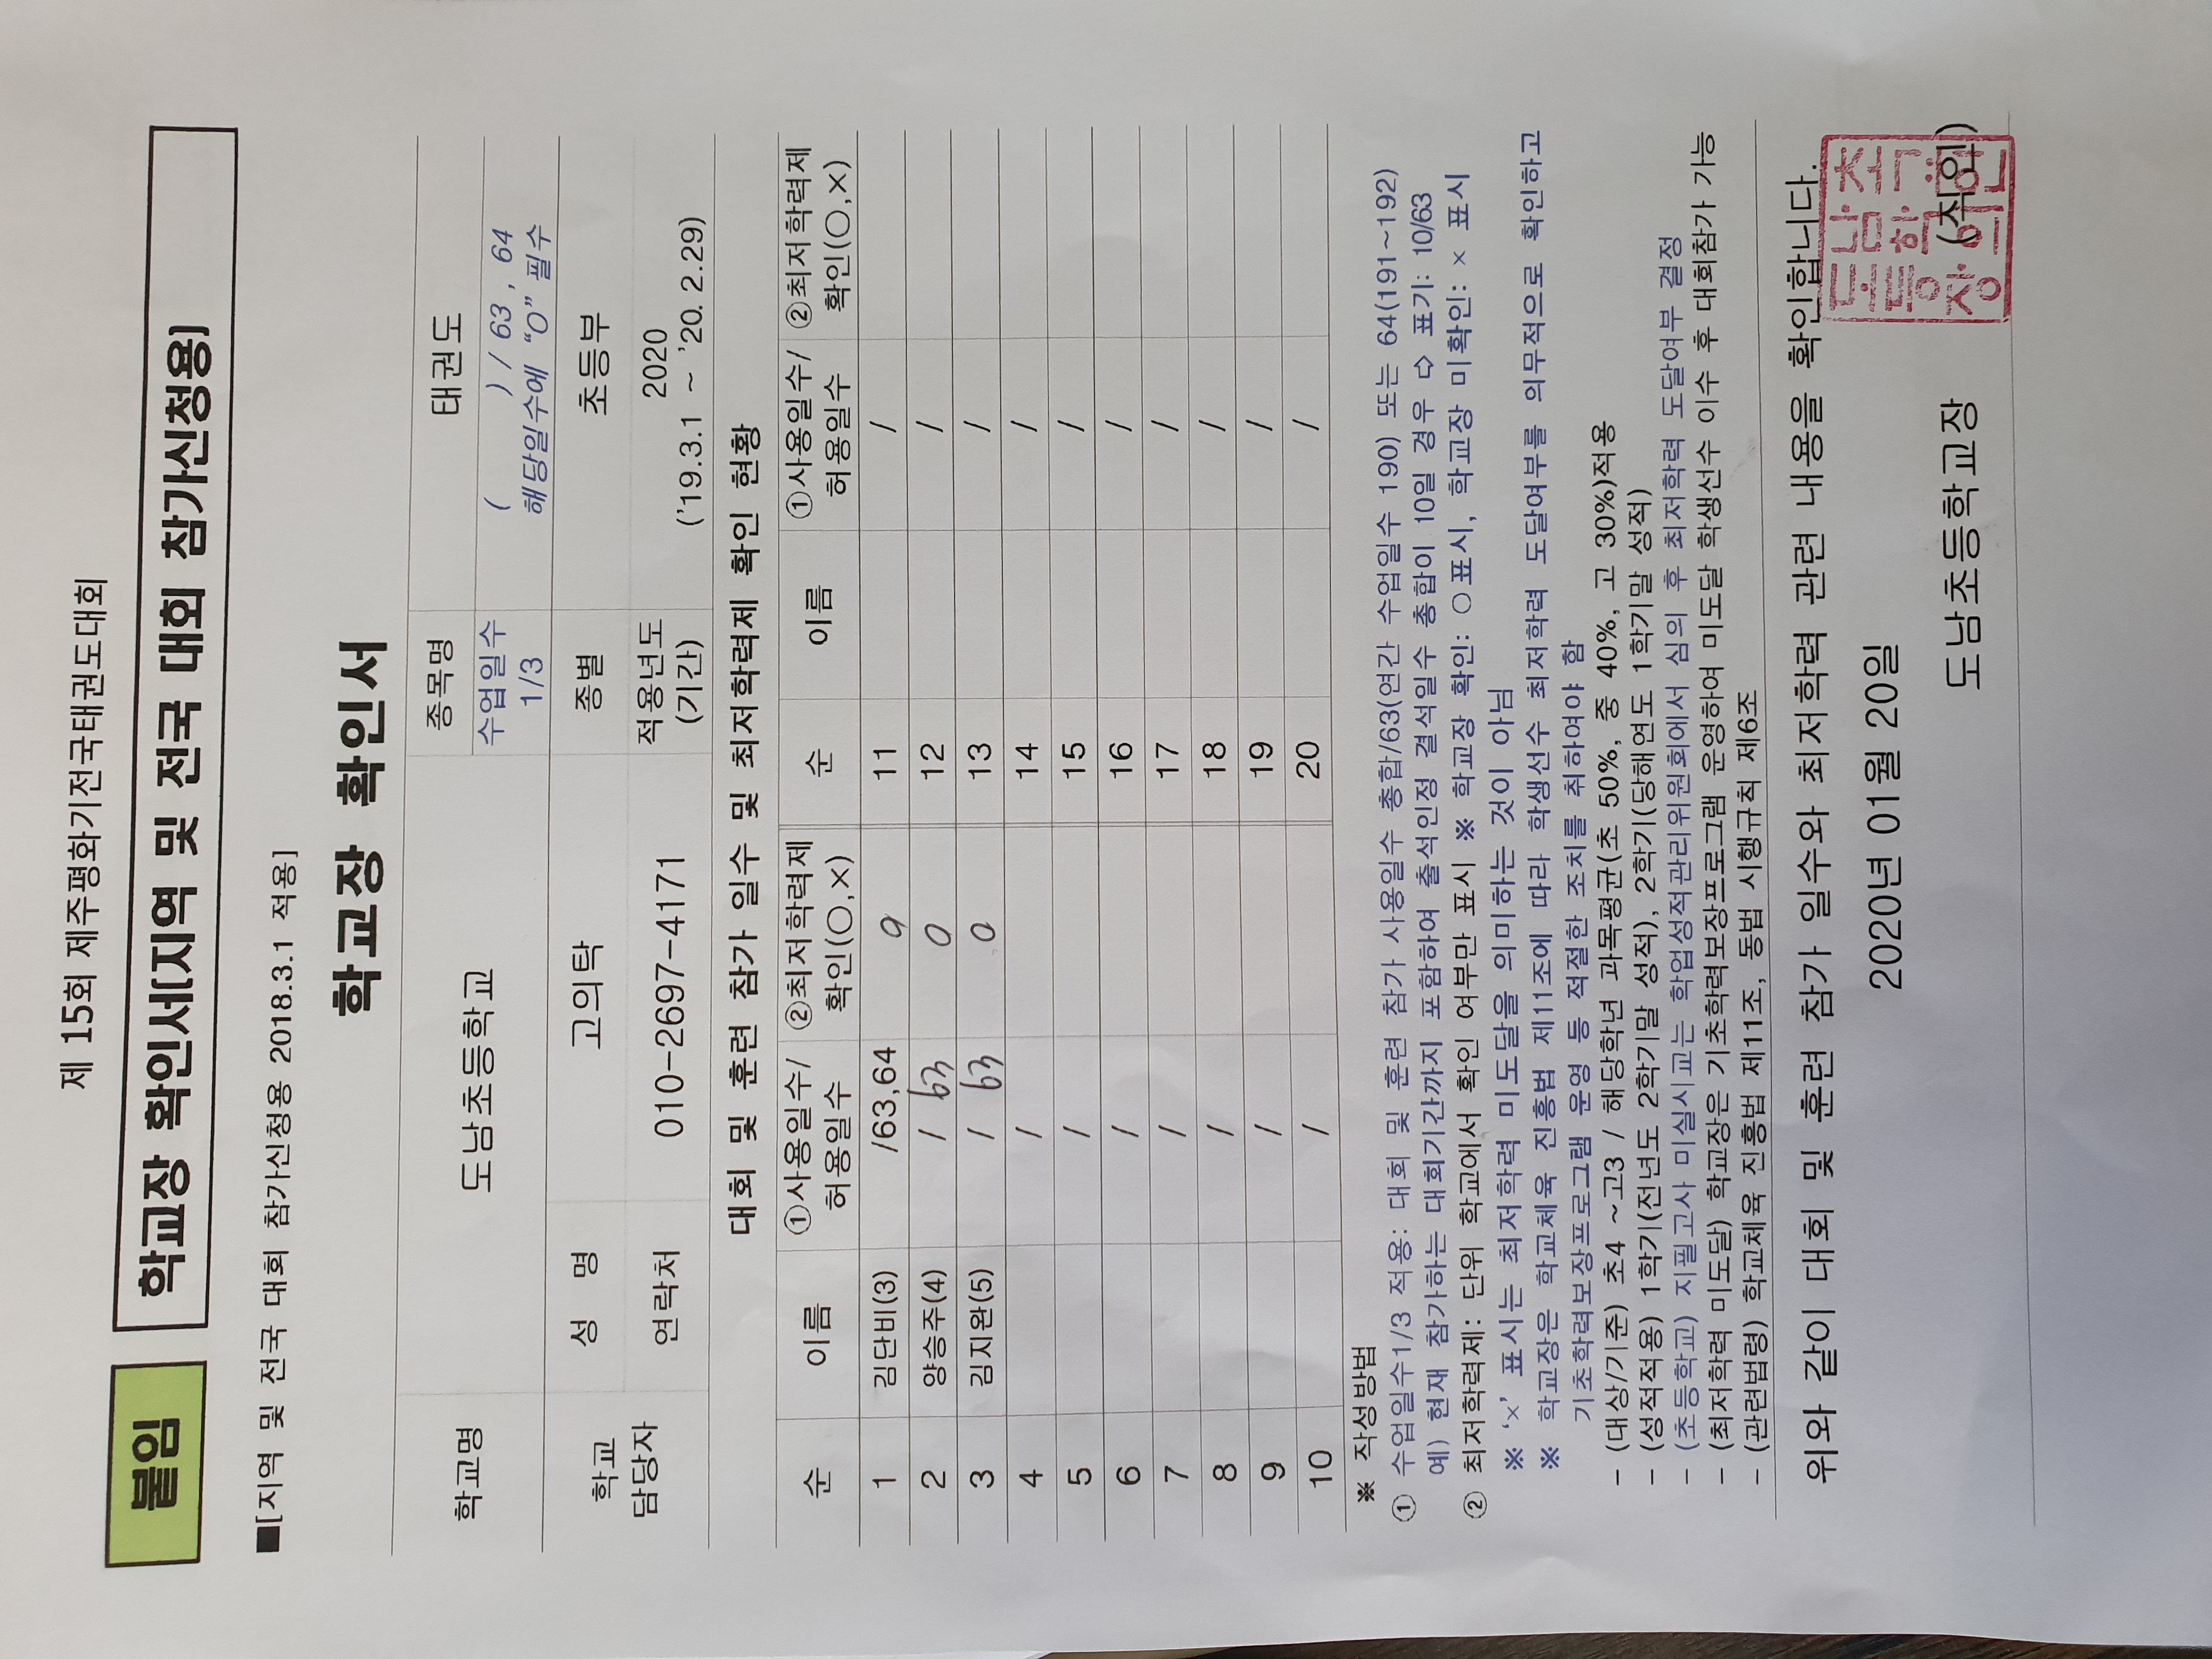 제 15회 제주평화기전국태권도대회
붙임 학교장 확인서[지역 및 전국 대회 참가신청용]
■[지역 및 전국 대회 참가신청용 2018.3.1 적용]
학교장 확인서
학교명 도남초등학교 종목명 태권도
수업일수 1/3 ( ) / 63 , 64
해당일수에 “O” 필수
학교 담당자 성 명 고의탁 종별 초등부
연락처 010-2697-4171 적용년도 (기간) 2020
('19.3.1 ~ '20. 2.29)
대회 및 훈련 참가 일수 및 최저학력제 확인 현황
순 이름 ①사용일수/ 허용일수 ②최저학력제 확인(○,×) 순 이름 ①사용일수/ 허용일수 ②최저학력제 확인(○,×)
1 김단비(3) /63,64 0 11 /
2 양승주(4) / 63 0 12 /
3 김지완(5) / 63 0 13 /
4 / 14 /
5 / 15 /
6 / 16 /
7 / 17 /
8 / 18 /
9 / 19 /
10 / 20 /
※ 작성방법
① 수업일수1/3 적용: 대회 및 훈련 참가 사용일수 총합/63(연간 수업일수 190) 또는 64(191~192)
예) 현재 참가하는 대회기간까지 포함하여 출석인정 결석일수 총합이 10일 경우 ⇨ 표기: 10/63
② 최저학력제: 단위 학교에서 확인 여부만 표시 ※ 학교장 확인: ○ 표시, 학교장 미확인: × 표시
※ ‘×’ 표시는 최저학력 미도달을 의미하는 것이 아님
※ 학교장은 학교체육 진흥법 제11조에 따라 학생선수 최저학력 도달여부를 의무적으로 확인하고
기초학력보장프로그램 운영 등 적절한 조치를 취하여야 함
- (대상/기준) 초4 ~고3 / 해당학년 과목평균(초 50%, 중 40%, 고 30%)적용
- (성적적용) 1학기(전년도 2학기말 성적), 2학기(당해연도 1학기말 성적)
- (초등학교) 지필고사 미실시교는 학업성적관리위원회에서 심의 후 최저학력 도달여부 결정
- (최저학력 미도달) 학교장은 기초학력보장프로그램 운영하여 미도달 학생선수 이수 후 대회참가 가능
- (관련법령) 학교체육 진흥법 제11조, 동법 시행규칙 제6조
위와 같이 대회 및 훈련 참가 일수와 최저학력 관련 내용을 확인합니다.
2020년 01월 20일
도남초등학교장 (직인)
도남초
등학교
장의인